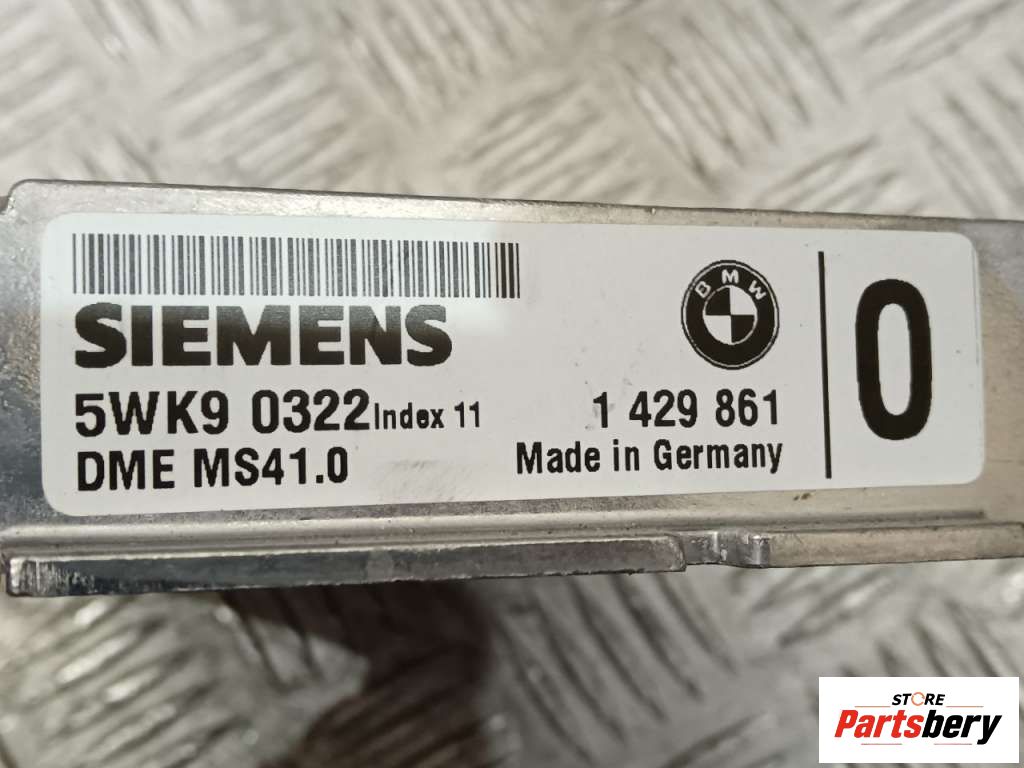 SIEMENS
BMW
5WK9 0322 Index 11
1 429 861
DME MS41.0
Made in Germany
0
STORE
Partsbery